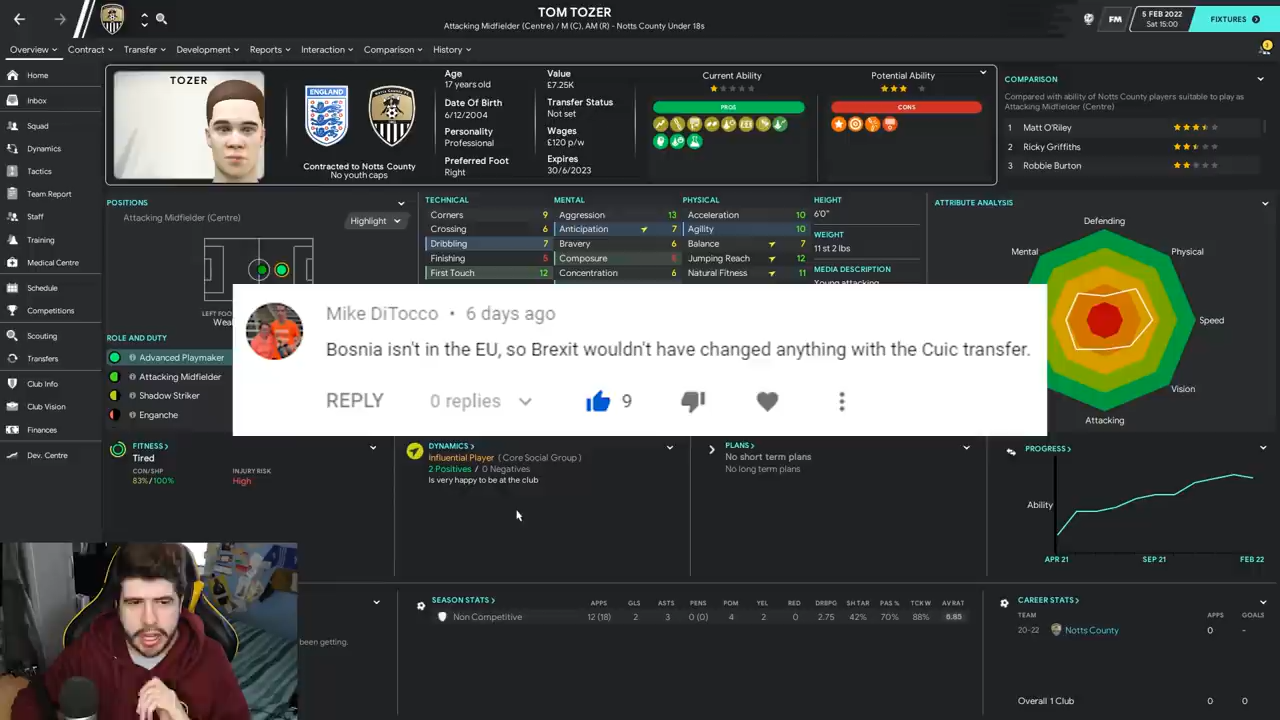 TOM TOZER
Attacking Midfielder (Centre) / M (C), AM (R) - Notts County Under 18s
FM
5 FEB 2022
Sat 15:00
FIXTURES
Overview
Contract
Transfer
Development
Reports
Interaction
Comparison
History
Home
Inbox
Squad
Dynamics
Tactics
Team Report
Staff
Training
Medical Centre
Schedule
Competitions
Scouting
Transfers
Club Info
Club Vision
Finances
Dev. Centre
TOZER
ENGLAND
Contracted to Notts County
No youth caps
Age
17 years old
Date Of Birth
6/12/2004
Personality
Professional
Preferred Foot
Right
Value
£7.25K
Transfer Status
Not set
Wages
£120 p/w
Expires
30/6/2023
Current Ability
PROS
Potential Ability
CONS
COMPARISON
Compared with ability of Notts County players suitable to play as
Attacking Midfielder (Centre)
1 Matt O'Riley
2 Ricky Griffiths
3 Robbie Burton
POSITIONS
Attacking Midfielder (Centre)
Highlight
LEFT FOO
Wea
ROLE AND DUTY
Advanced Playmaker
Attacking Midfielder
Shadow Striker
Enganche
TECHNICAL
Corners 9
Crossing 6
Dribbling 7
Finishing 5
First Touch 12
MENTAL
Aggression 13
Anticipation 7
Bravery 6
Composure
Concentration 6
PHYSICAL
Acceleration 10
Agility 10
Balance 7
Jumping Reach 12
Natural Fitness 11
HEIGHT
6'0"
WEIGHT
11 st 2 lbs
MEDIA DESCRIPTION
Young attacking
ATTRIBUTE ANALYSIS
Defending
Mental
Physical
Speed
Vision
Attacking
Mike DiTocco • 6 days ago
Bosnia isn't in the EU, so Brexit wouldn't have changed anything with the Cuic transfer.
REPLY 0 replies 9
FITNESS
Tired
CON/SHP
83%/100%
INJURY RISK
High
DYNAMICS
Influential Player ( Core Social Group )
2 Positives / 0 Negatives
Is very happy to be at the club
PLANS
No short term plans
No long term plans
PROGRESS
Ability
APR 21 SEP 21 FEB 22
been getting.
SEASON STATS
APPS GLS ASTS PENS POM YEL RED DRBPG SH TAR PAS % TCK W AV RAT
Non Competitive 12 (18) 2 3 0 (0) 4 2 0 2.75 42% 70% 88% 6.85
CAREER STATS
TEAM APPS GOALS
20-22 Notts County 0 -
Overall 1 Club 0 0